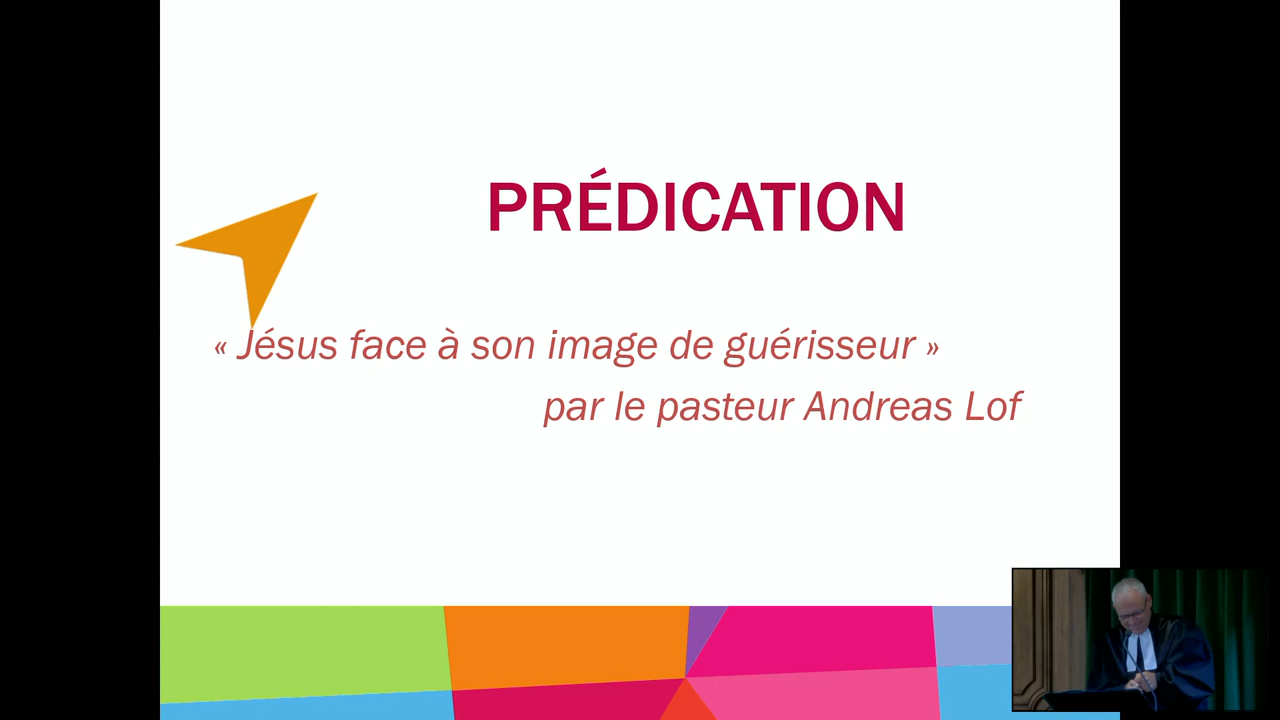 PRÉDICATION
« Jésus face à son image de guérisseur »
par le pasteur Andreas Lof